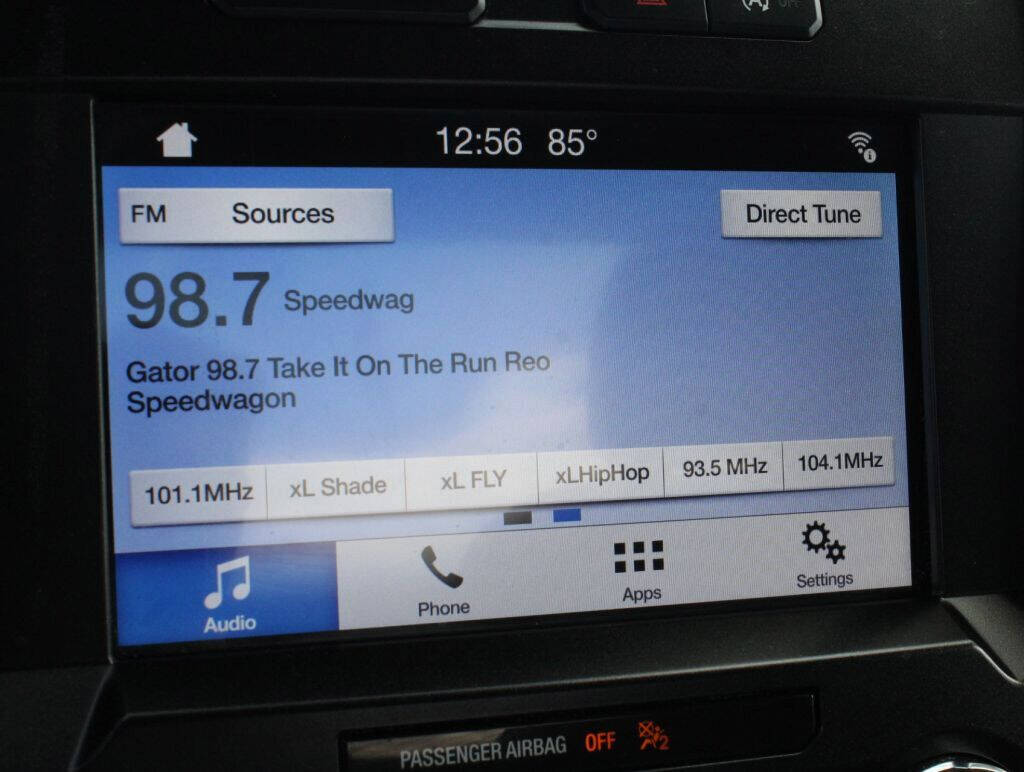 OFF
12:56 85°
FM Sources
Direct Tune
98.7 Speedwag
Gator 98.7 Take It On The Run Reo
Speedwagon
101.1MHz xL Shade xL FLY xLHipHop 93.5 MHz 104.1MHz
Audio Phone Apps Settings
PASSENGER AIRBAG OFF 2